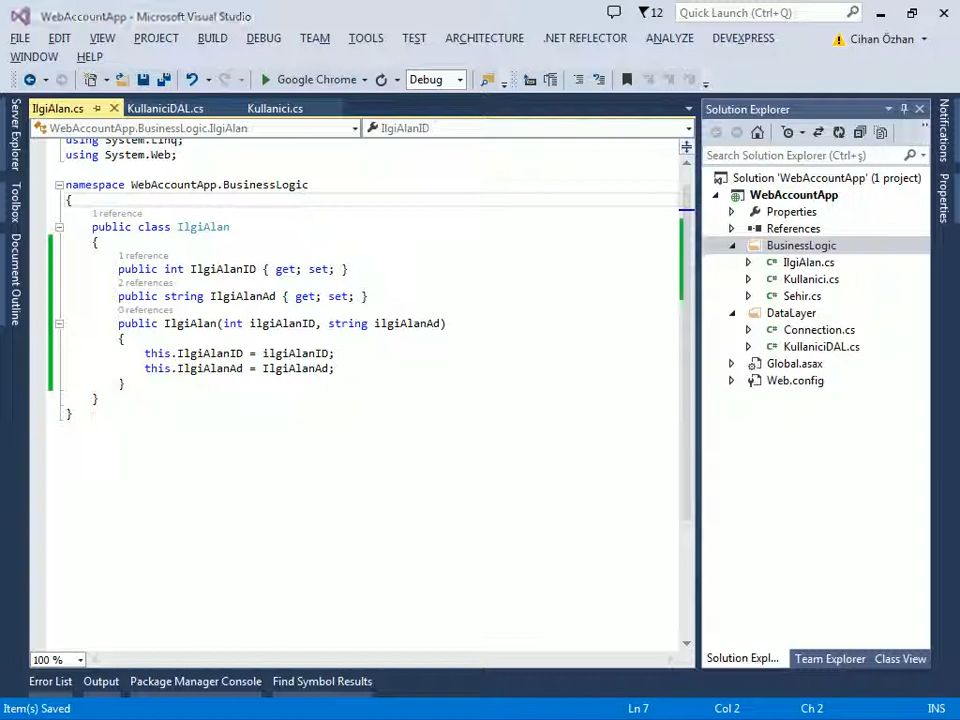 WebAccountApp - Microsoft Visual Studio
12
Quick Launch (Ctrl+Q)
FILE EDIT VIEW PROJECT BUILD DEBUG TEAM TOOLS TEST ARCHITECTURE .NET REFLECTOR ANALYZE DEVEXPRESS
Cihan Özhan
WINDOW HELP
Google Chrome
Debug
IlgiAlan.cs
KullaniciDAL.cs
Kullanici.cs
WebAccountApp.BusinessLogic.IlgiAlan
IlgiAlanID
using System.Linq;
using System.Web;
namespace WebAccountApp.BusinessLogic
{
1 reference
public class IlgiAlan
{
1 reference
public int IlgiAlanID { get; set; }
2 references
public string IlgiAlanAd { get; set; }
0 references
public IlgiAlan(int ilgiAlanID, string ilgiAlanAd)
{
this.IlgiAlanID = ilgiAlanID;
this.IlgiAlanAd = IlgiAlanAd;
}
}
}
100 %
Server Explorer
Toolbox
Document Outline
Solution Explorer
Search Solution Explorer (Ctrl+ş)
Solution 'WebAccountApp' (1 project)
WebAccountApp
Properties
References
BusinessLogic
IlgiAlan.cs
Kullanici.cs
Sehir.cs
DataLayer
Connection.cs
KullaniciDAL.cs
Global.asax
Web.config
Solution Expl...
Team Explorer
Class View
Notifications
Properties
Error List
Output
Package Manager Console
Find Symbol Results
Item(s) Saved
Ln 7
Col 2
Ch 2
INS